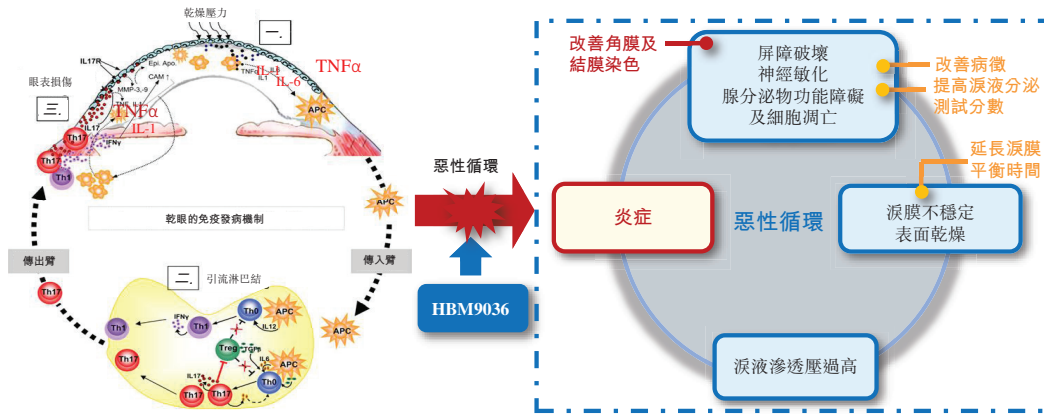 乾燥壓力
一.
IL17R
Epi. Apo.
CAM↑
MMP-3,-9
TNFα
IL1
IL-1
IL-6
TNFα
APC
眼表損傷
三.
TNFα
IL-1
IL17
IFNγ
Th17
Th17
Th1
乾眼的免疫發病機制
APC
傳出臂
傳入臂
Th17
二.
引流淋巴結
Th1
IFNγ
Th1
Th0
APC
IL12
Treg
TGFβ
IL6
APC
Th0
APC
Th17
IL17
Th17
Th17
惡性循環
HBM9036
改善角膜及
結膜染色
屏障破壞
神經敏化
腺分泌物功能障礙
及細胞凋亡
改善病徵
提高淚液分泌
測試分數
延長淚膜
平衡時間
炎症
惡性循環
淚膜不穩定
表面乾燥
淚液滲透壓過高